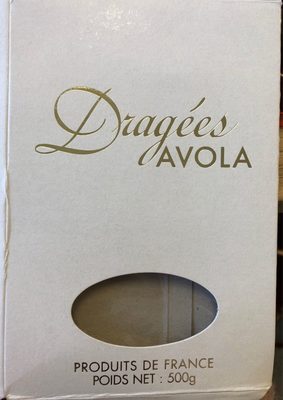 Dragées
AVOLA
PRODUITS DE FRANCE
POIDS NET : 500g